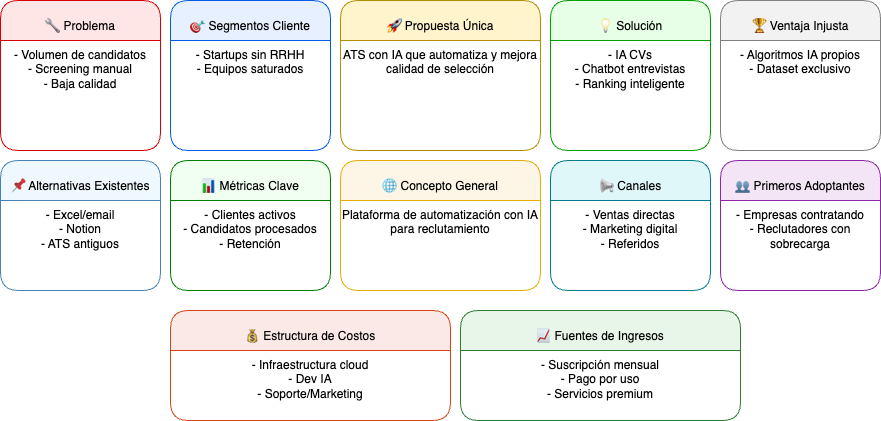 🔧 Problema
- Volumen de candidatos
- Screening manual
- Baja calidad
🎯 Segmentos Cliente
- Startups sin RRHH
- Equipos saturados
🚀 Propuesta Única
ATS con IA que automatiza y mejora
calidad de selección
💡 Solución
- IA CVs
- Chatbot entrevistas
- Ranking inteligente
🏆 Ventaja Injusta
- Algoritmos IA propios
- Dataset exclusivo
📌 Alternativas Existentes
- Excel/email
- Notion
- ATS antiguos
📊 Métricas Clave
- Clientes activos
- Candidatos procesados
- Retención
🌐 Concepto General
Plataforma de automatización con IA
para reclutamiento
📢 Canales
- Ventas directas
- Marketing digital
- Referidos
👥 Primeros Adoptantes
- Empresas contratando
- Reclutadores con
sobrecarga
💰 Estructura de Costos
- Infraestructura cloud
- Dev IA
- Soporte/Marketing
📈 Fuentes de Ingresos
- Suscripción mensual
- Pago por uso
- Servicios premium